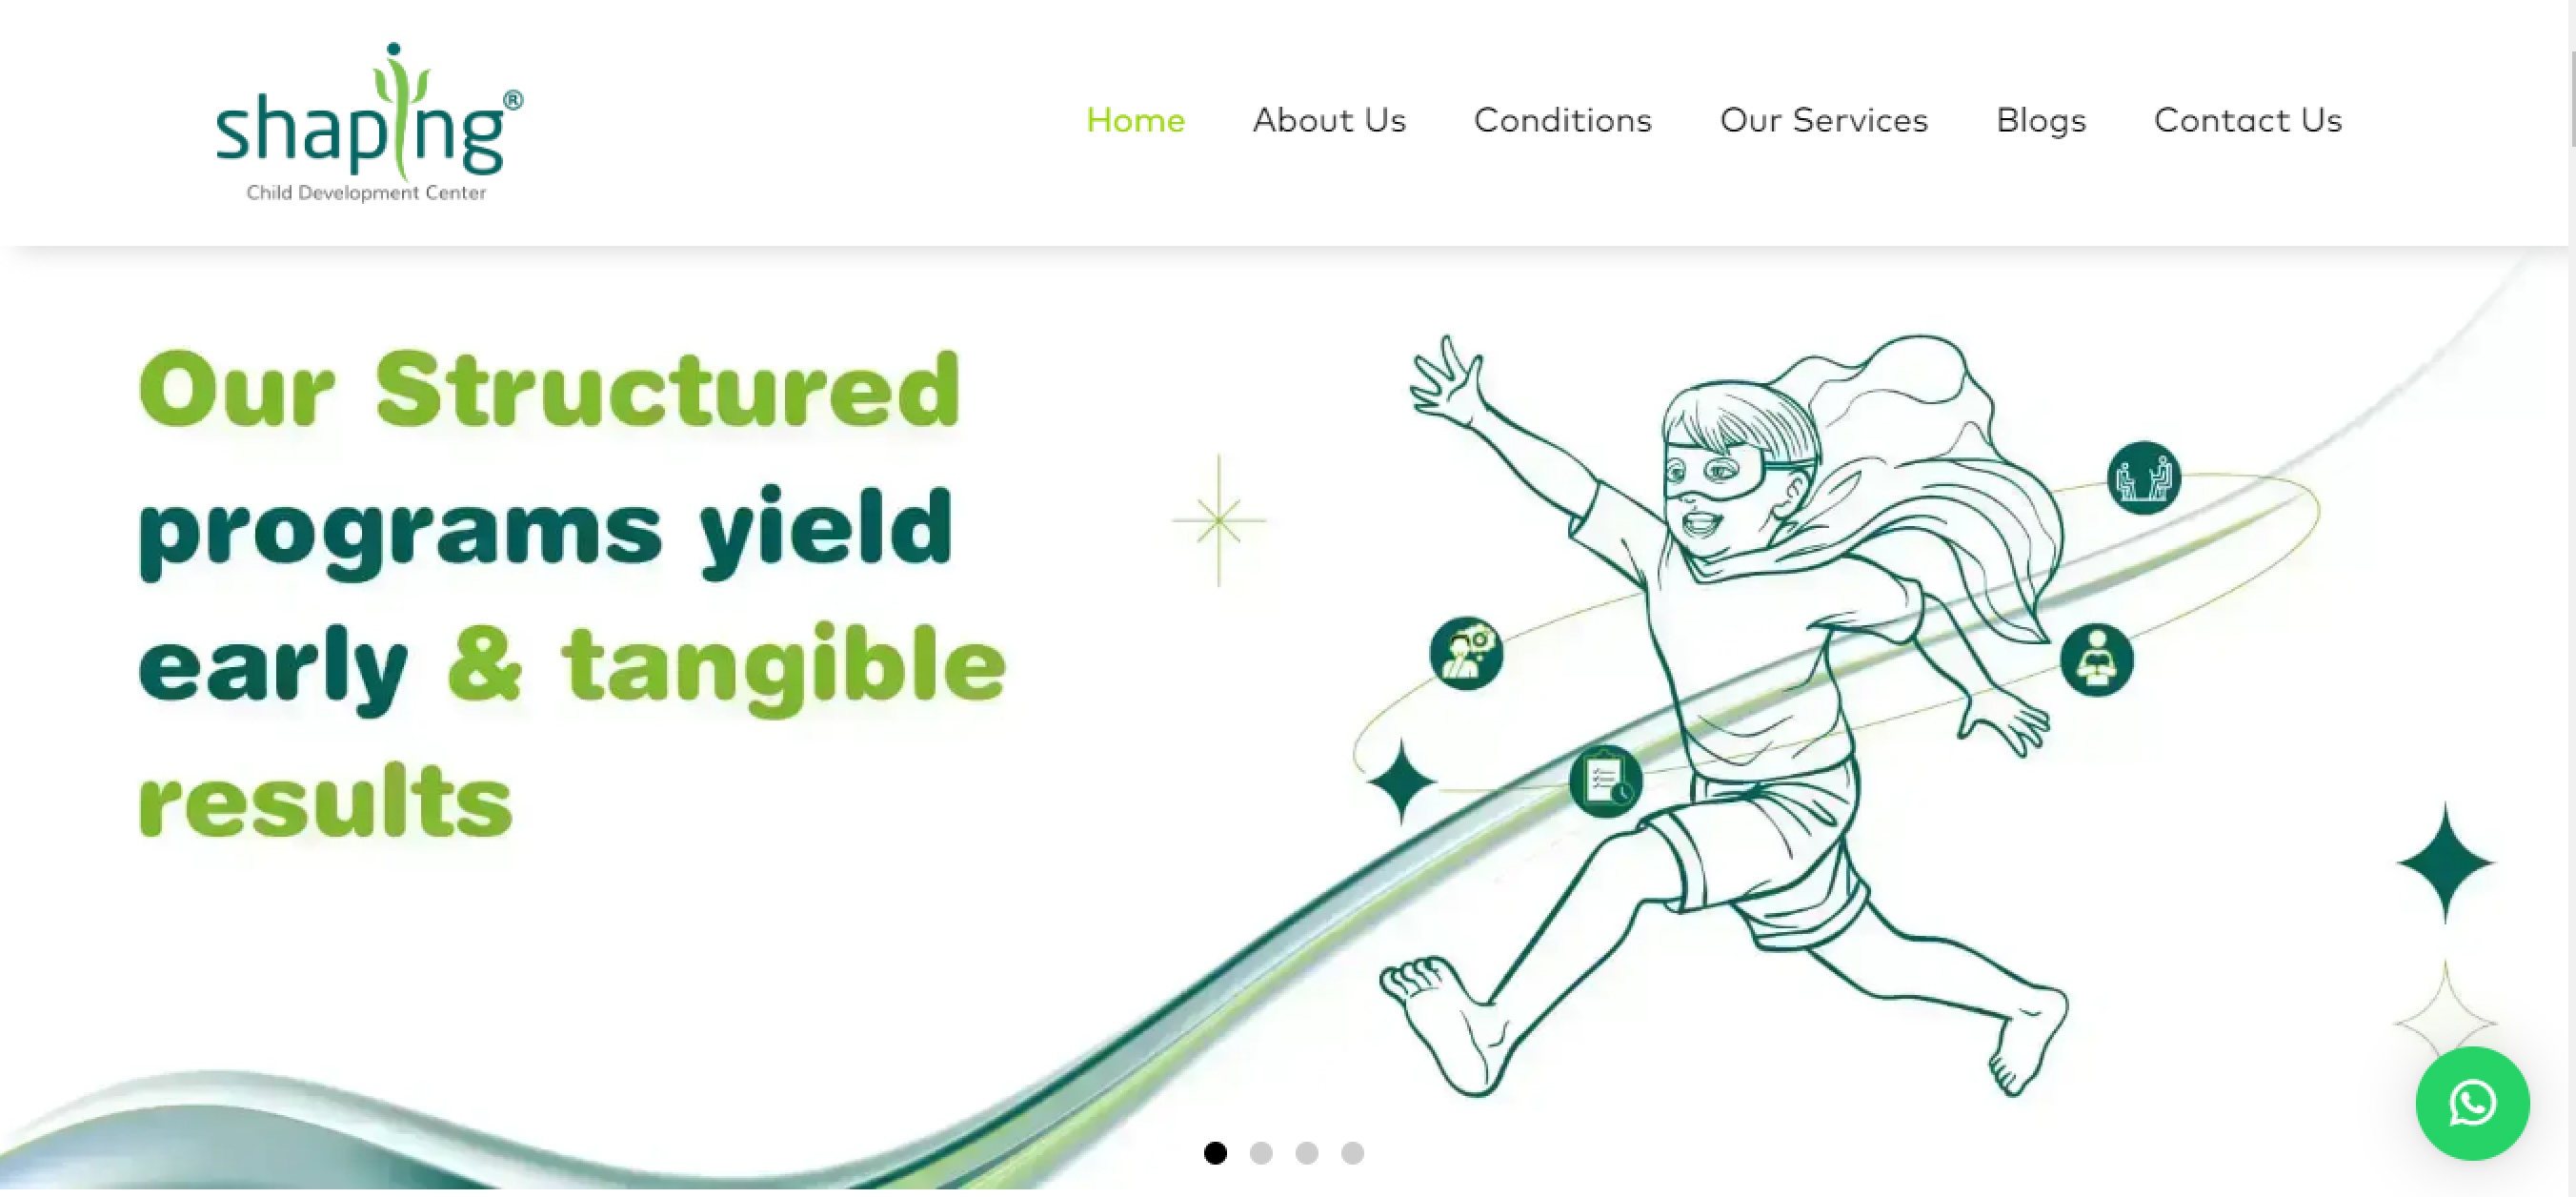 shaping®
Child Development Center
Home About Us Conditions Our Services Blogs Contact Us
Our Structured
programs yield
early & tangible
results